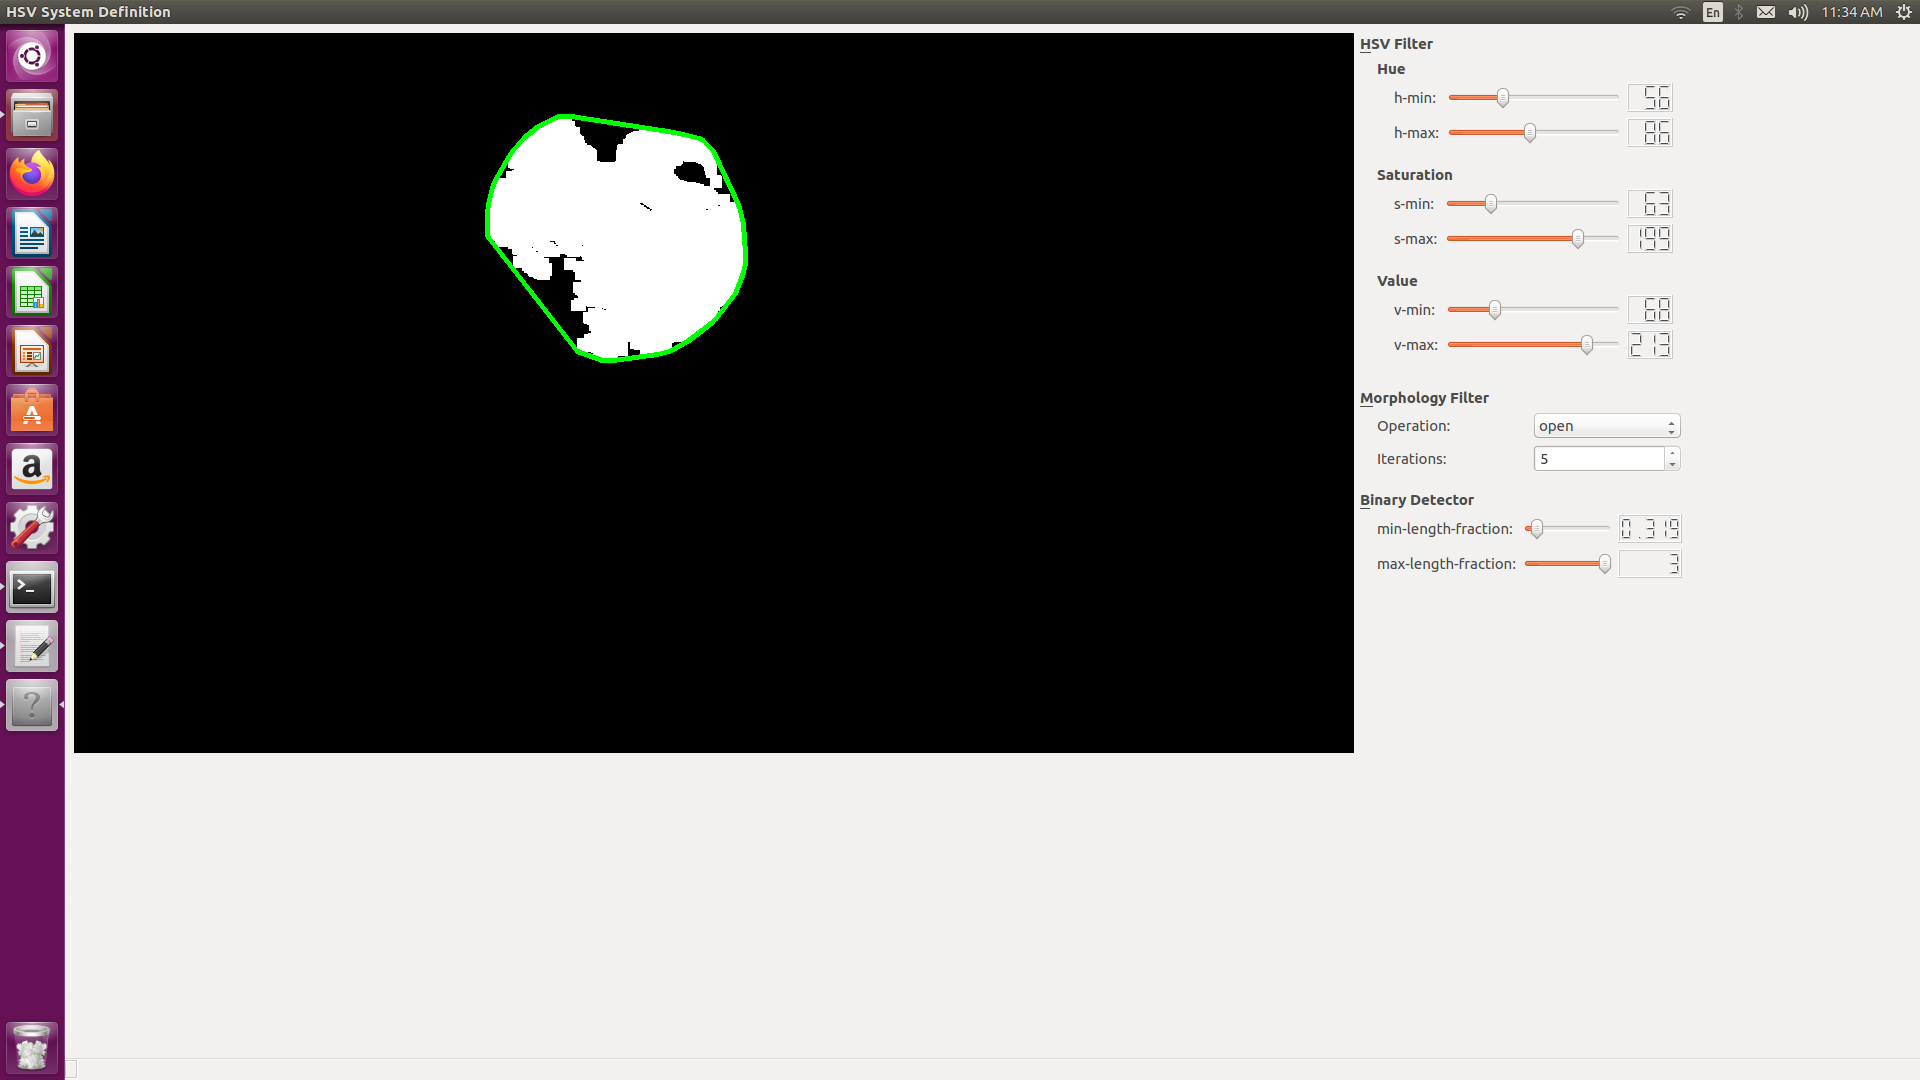 HSV System Definition
En
11:34 AM
HSV Filter
Hue
h-min: 56
h-max: 86
Saturation
s-min: 63
s-max: 199
Value
v-min: 68
v-max: 213
Morphology Filter
Operation: open
Iterations: 5
Binary Detector
min-length-fraction: 0.319
max-length-fraction: 3